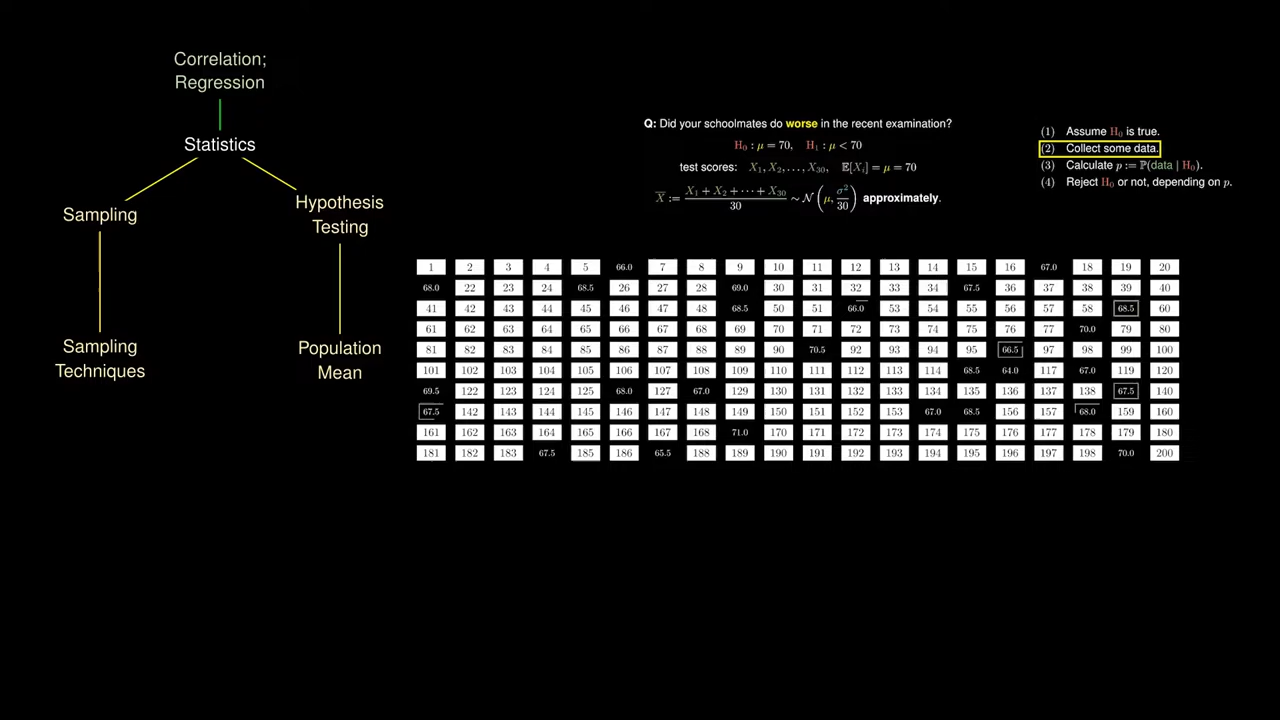 Correlation;
Regression
Statistics
Sampling
Hypothesis
Testing
Sampling
Techniques
Population
Mean
Q: Did your schoolmates do worse in the recent examination?
H₀ : μ = 70, H₁ : μ < 70
test scores: X₁, X₂, . . . , X₃₀, 𝔼[Xᵢ] = μ = 70
X̄ := (X₁ + X₂ + ··· + X₃₀)/30 ∼ N(μ, σ²/30) approximately.
(1) Assume H₀ is true.
(2) Collect some data.
(3) Calculate p := ℙ(data | H₀).
(4) Reject H₀ or not, depending on p.
1 2 3 4 5 66.0 7 8 9 10 11 12 13 14 15 16 67.0 18 19 20
68.0 22 23 24 68.5 26 27 28 69.0 30 31 32 33 34 67.5 36 37 38 39 40
41 42 43 44 45 46 47 48 68.5 50 51 66.0 53 54 55 56 57 58 68.5 60
61 62 63 64 65 66 67 68 69 70 71 72 73 74 75 76 77 70.0 79 80
81 82 83 84 85 86 87 88 89 90 70.5 92 93 94 95 66.5 97 98 99 100
101 102 103 104 105 106 107 108 109 110 111 112 113 114 68.5 64.0 117 67.0 119 120
69.5 122 123 124 125 68.0 127 67.0 129 130 131 132 133 134 135 136 137 138 67.5 140
67.5 142 143 144 145 146 147 148 149 150 151 152 153 67.0 68.5 156 157 68.0 159 160
161 162 163 164 165 166 167 168 71.0 170 171 172 173 174 175 176 177 178 179 180
181 182 183 67.5 185 186 65.5 188 189 190 191 192 193 194 195 196 197 198 70.0 200